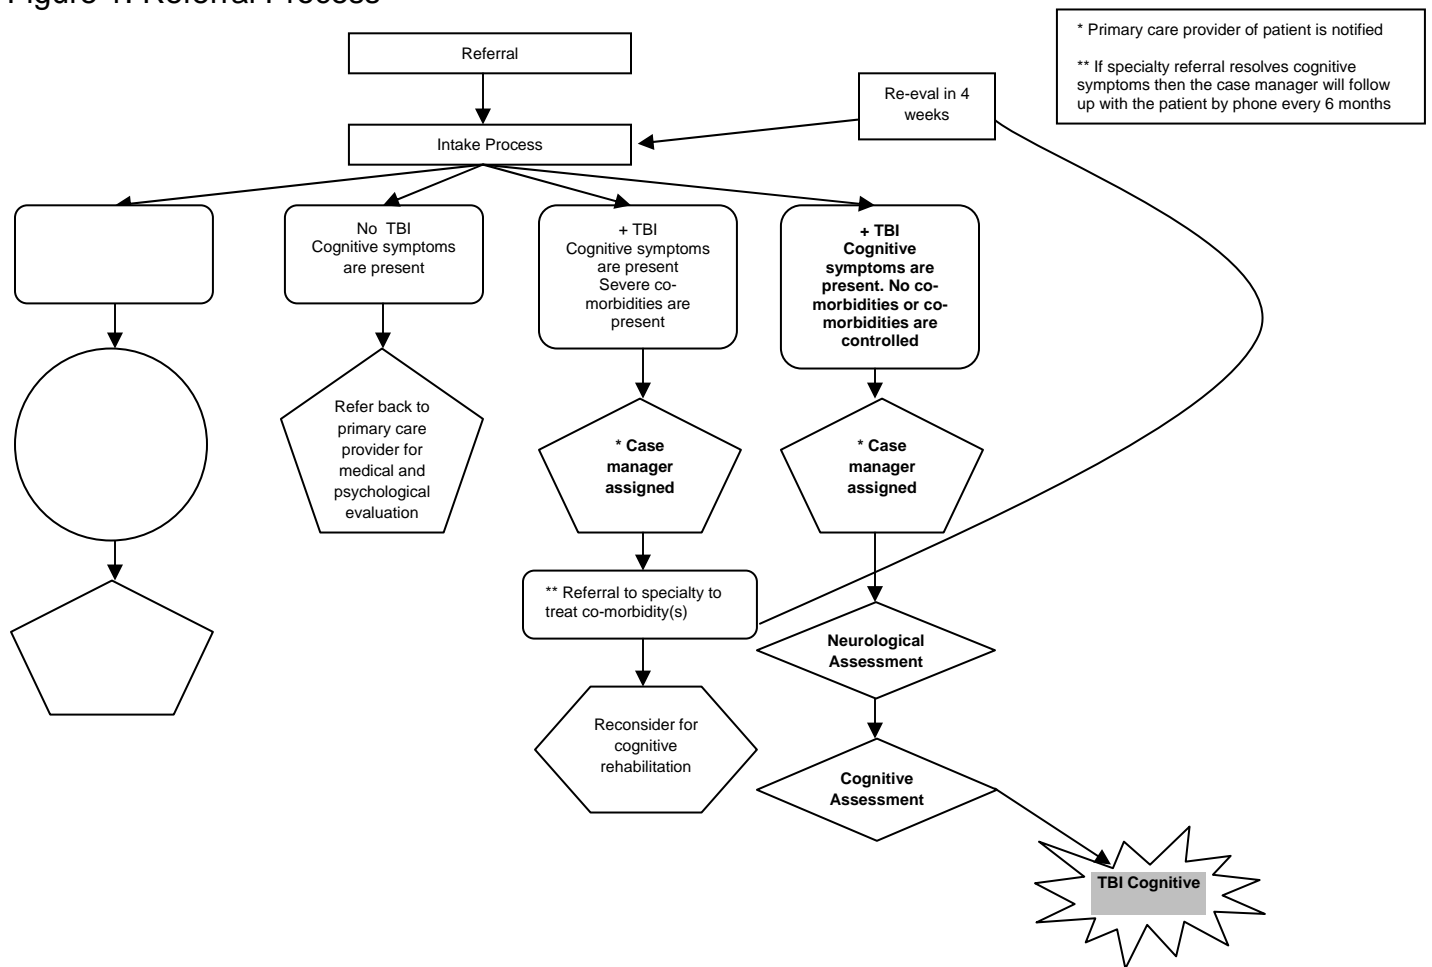 Figure 1. Referral Process
Referral
* Primary care provider of patient is notified
** If specialty referral resolves cognitive
symptoms then the case manager will follow
up with the patient by phone every 6 months
Re-eval in 4
weeks
Intake Process
No TBI
Cognitive symptoms
are present
+ TBI
Cognitive symptoms
are present
Severe co-
morbidities are
present
+ TBI
Cognitive
symptoms are
present. No co-
morbidities or co-
morbidities are
controlled
Refer back to
primary care
provider for
medical and
psychological
evaluation
* Case
manager
assigned
* Case
manager
assigned
** Referral to specialty to
treat co-morbidity(s)
Neurological
Assessment
Reconsider for
cognitive
rehabilitation
Cognitive
Assessment
TBI Cognitive